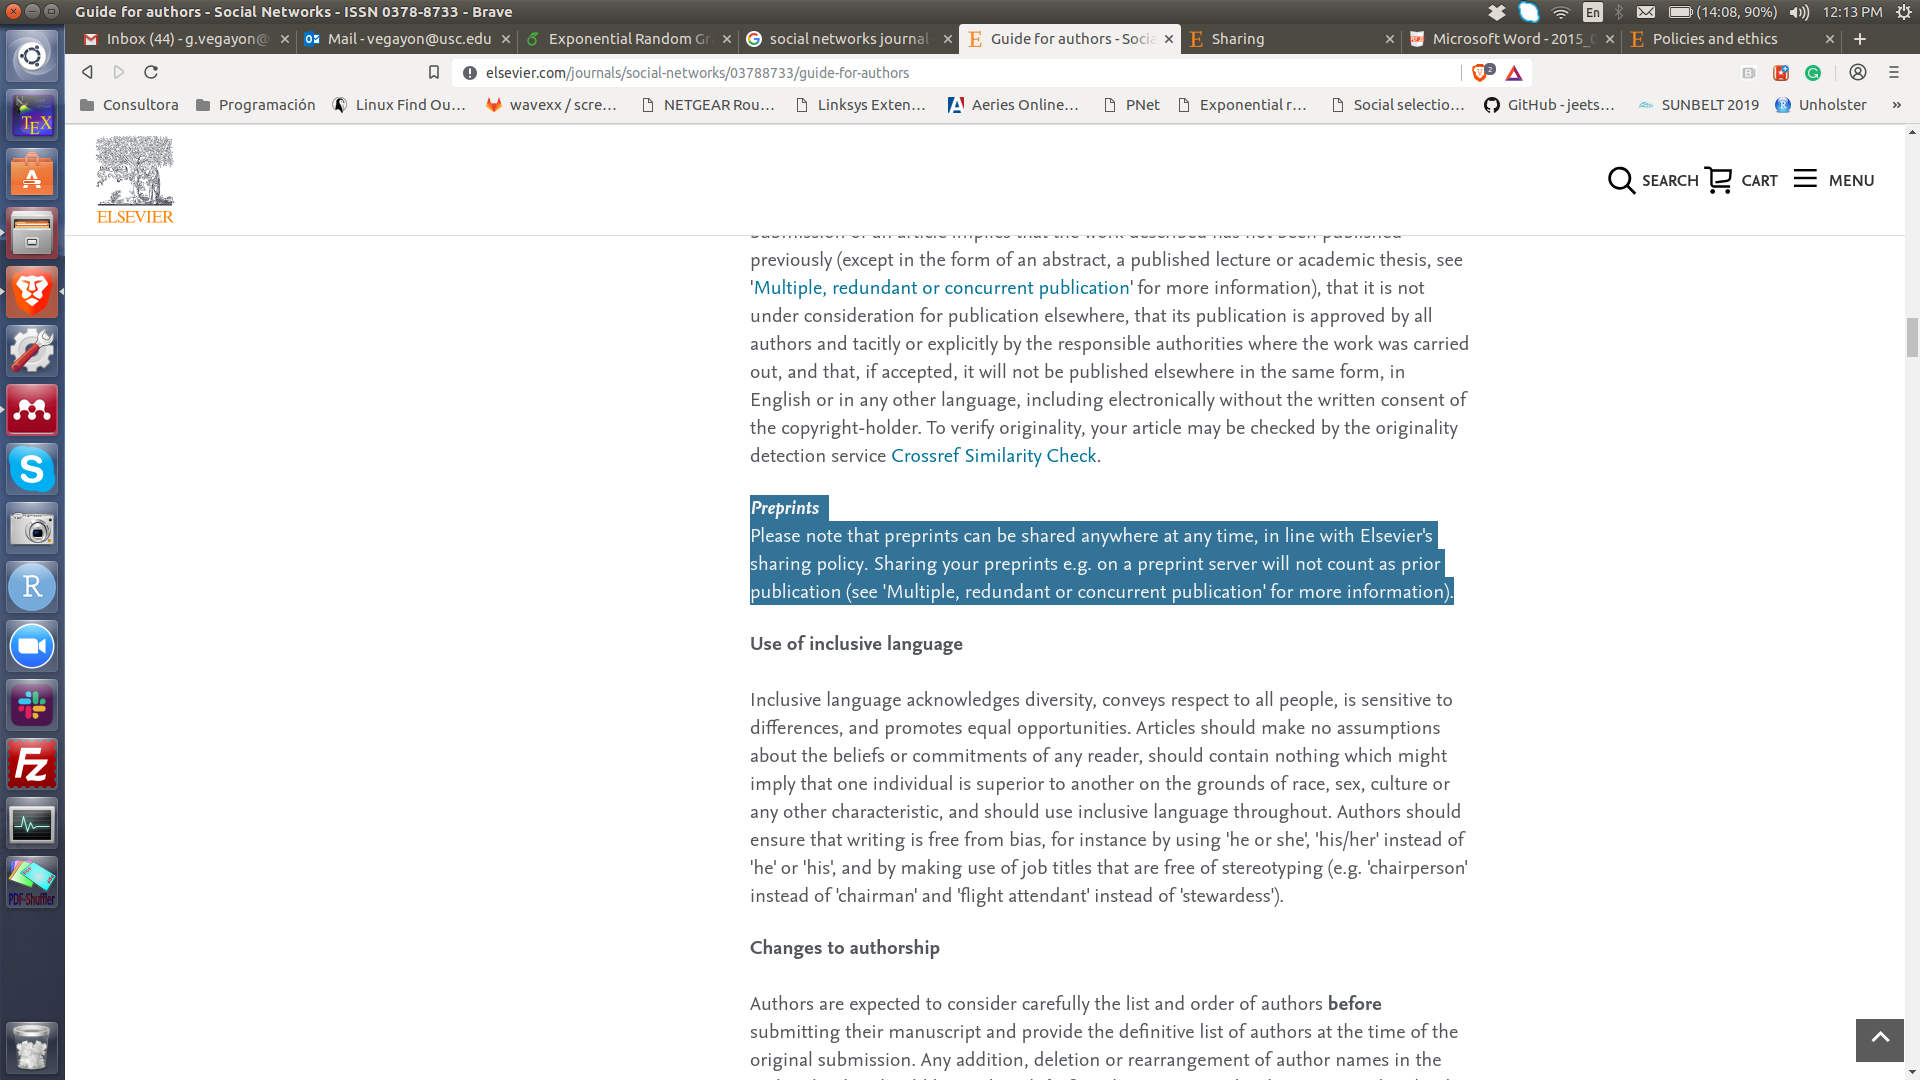 Guide for authors - Social Networks - ISSN 0378-8733 - Brave
En
(14:08, 90%)
12:13 PM
Inbox (44) - g.vegayon@
Mail - vegayon@usc.edu
Exponential Random Gr
social networks journal -
Guide for authors - Socia
Sharing
Microsoft Word - 2015_
Policies and ethics
elsevier.com/journals/social-networks/03788733/guide-for-authors
2
Consultora
Programación
Linux Find Ou...
wavexx / scre...
NETGEAR Rou...
Linksys Exten...
Aeries Online...
PNet
Exponential r...
Social selectio...
GitHub - jeets...
SUNBELT 2019
Unholster
»
ELSEVIER
SEARCH
CART
MENU
Submission of an article implies that the work described has not been published
previously (except in the form of an abstract, a published lecture or academic thesis, see
'Multiple, redundant or concurrent publication' for more information), that it is not
under consideration for publication elsewhere, that its publication is approved by all
authors and tacitly or explicitly by the responsible authorities where the work was carried
out, and that, if accepted, it will not be published elsewhere in the same form, in
English or in any other language, including electronically without the written consent of
the copyright-holder. To verify originality, your article may be checked by the originality
detection service Crossref Similarity Check.
Preprints
Please note that preprints can be shared anywhere at any time, in line with Elsevier's
sharing policy. Sharing your preprints e.g. on a preprint server will not count as prior
publication (see 'Multiple, redundant or concurrent publication' for more information).
Use of inclusive language
Inclusive language acknowledges diversity, conveys respect to all people, is sensitive to
differences, and promotes equal opportunities. Articles should make no assumptions
about the beliefs or commitments of any reader, should contain nothing which might
imply that one individual is superior to another on the grounds of race, sex, culture or
any other characteristic, and should use inclusive language throughout. Authors should
ensure that writing is free from bias, for instance by using 'he or she', 'his/her' instead of
'he' or 'his', and by making use of job titles that are free of stereotyping (e.g. 'chairperson'
instead of 'chairman' and 'flight attendant' instead of 'stewardess').
Changes to authorship
Authors are expected to consider carefully the list and order of authors before
submitting their manuscript and provide the definitive list of authors at the time of the
original submission. Any addition, deletion or rearrangement of author names in the
TEX
S
R
Fz
PDF-Shuffler